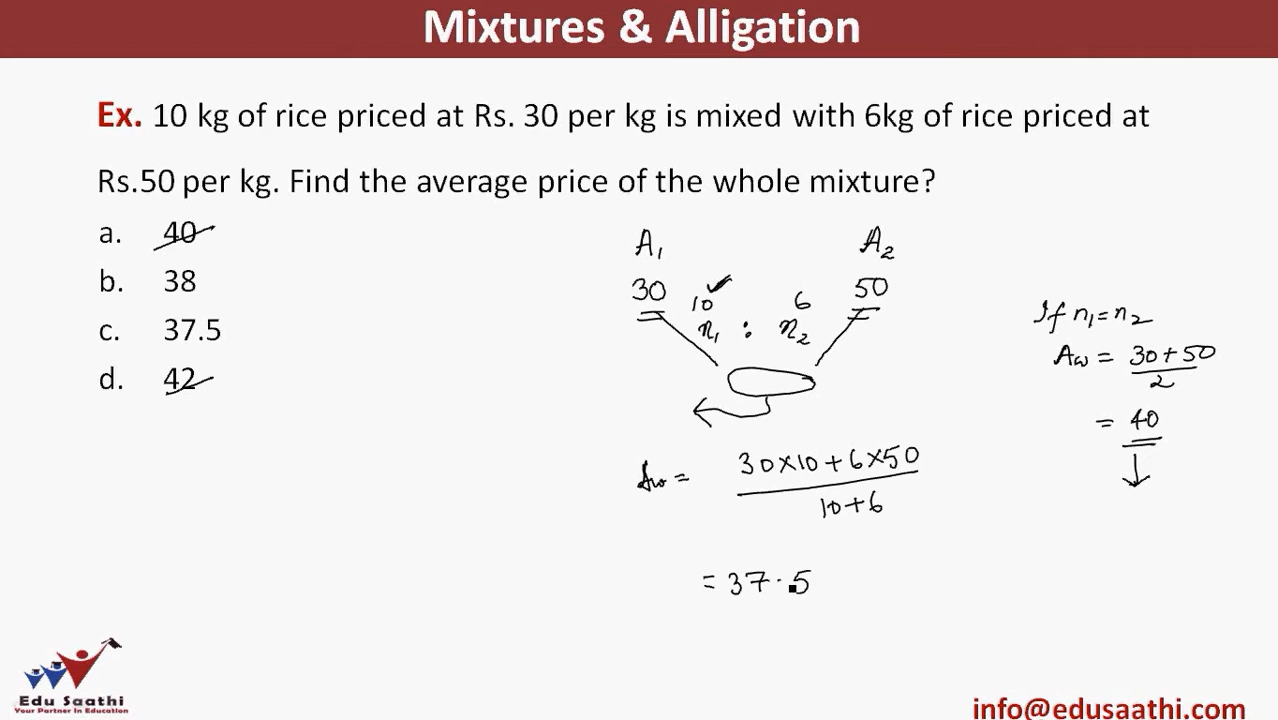 Mixtures & Alligation
Ex. 10 kg of rice priced at Rs. 30 per kg is mixed with 6kg of rice priced at
Rs.50 per kg. Find the average price of the whole mixture?
a. 40
b. 38
c. 37.5
d. 42
A₁ A₂
30 10 6 50
n₁ : n₂
Aw = 30×10+6×50
10+6
= 37.5
If n₁=n₂
Aw = 30+50
2
= 40
Edu Saathi
Your Partner In Education
info@edusaathi.com